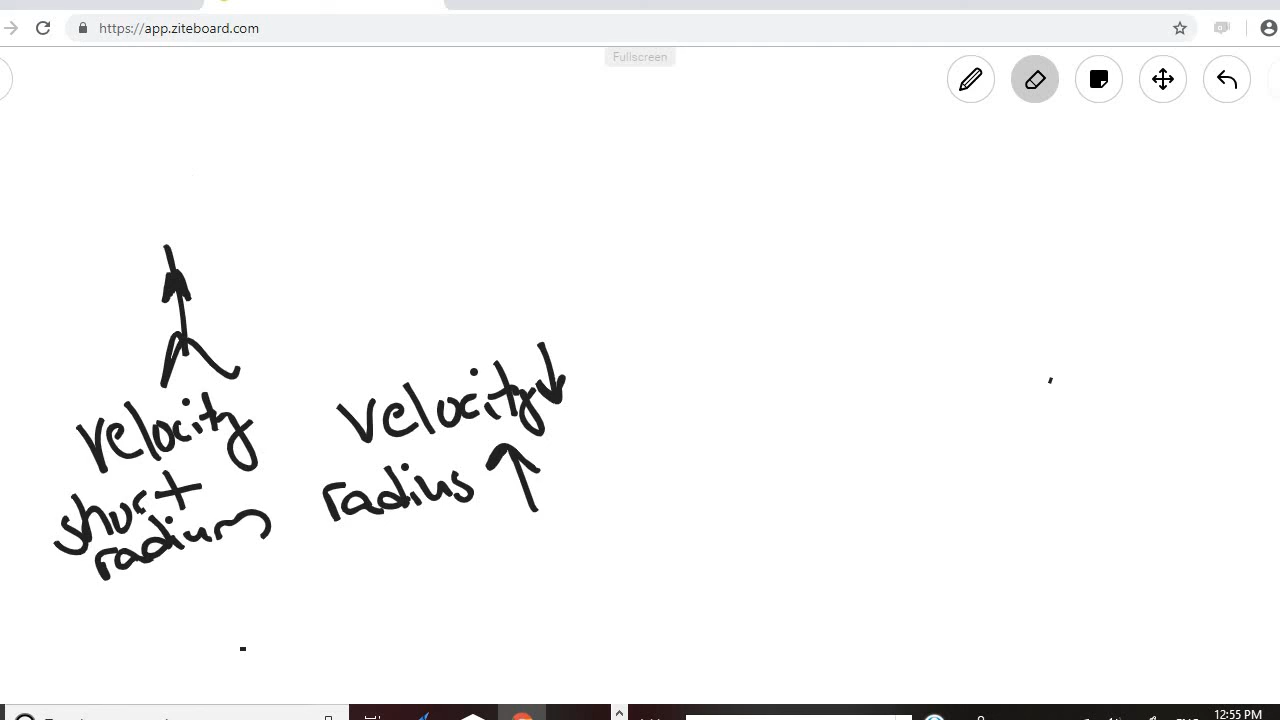 https://app.ziteboard.com
Fullscreen
velocity
short
radius
velocity ↓
radius ↑
12:55 PM